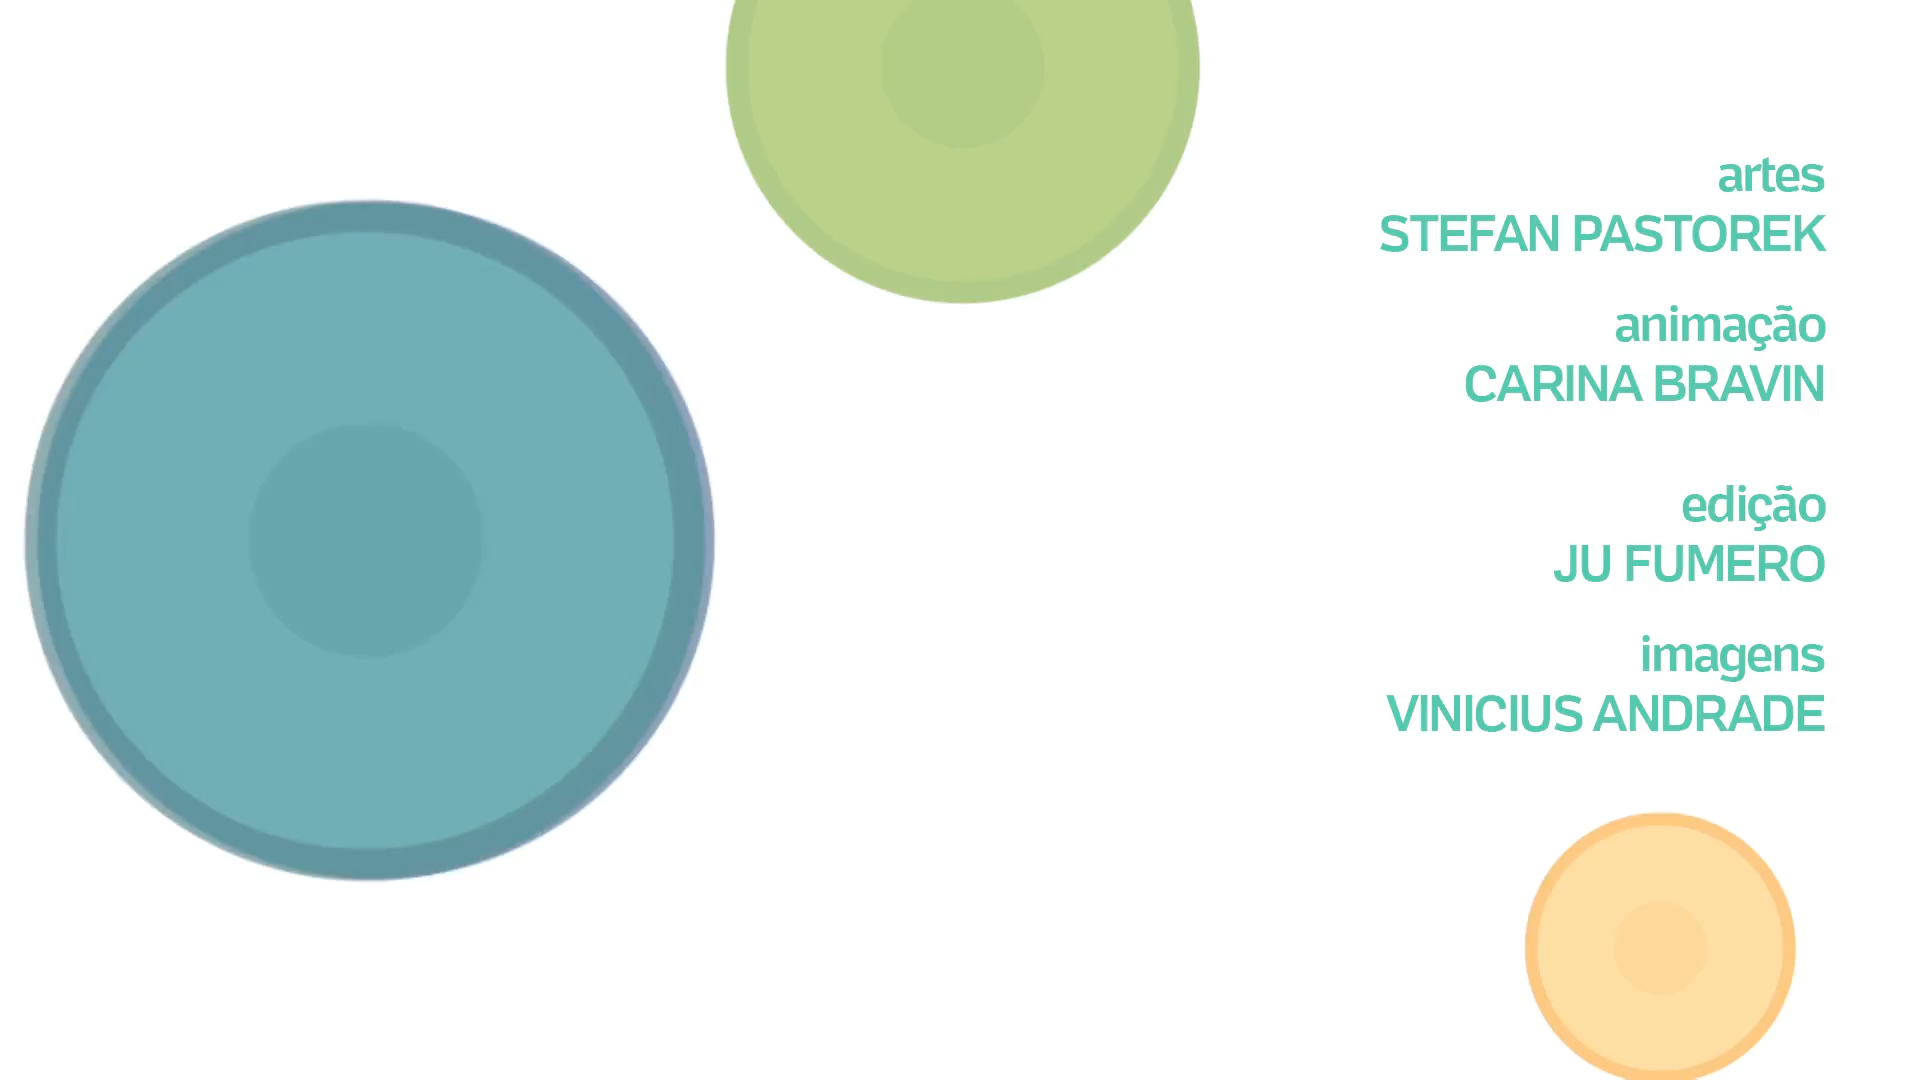 artes
STEFAN PASTOREK
animação
CARINA BRAVIN
edição
JU FUMERO
imagens
VINICIUS ANDRADE